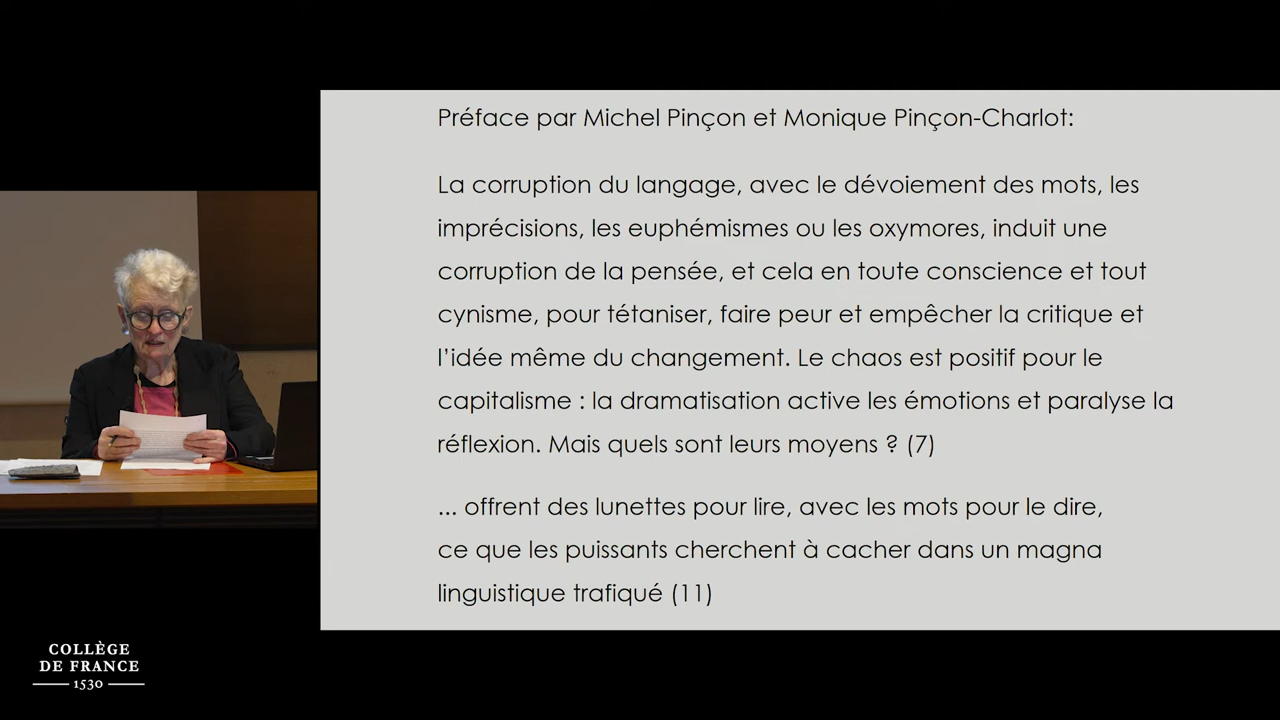 Préface par Michel Pinçon et Monique Pinçon-Charlot:
La corruption du langage, avec le dévoiement des mots, les
imprécisions, les euphémismes ou les oxymores, induit une
corruption de la pensée, et cela en toute conscience et tout
cynisme, pour tétaniser, faire peur et empêcher la critique et
l'idée même du changement. Le chaos est positif pour le
capitalisme : la dramatisation active les émotions et paralyse la
réflexion. Mais quels sont leurs moyens ? (7)
... offrent des lunettes pour lire, avec les mots pour le dire,
ce que les puissants cherchent à cacher dans un magna
linguistique trafiqué (11)
COLLÈGE
DE FRANCE
1530